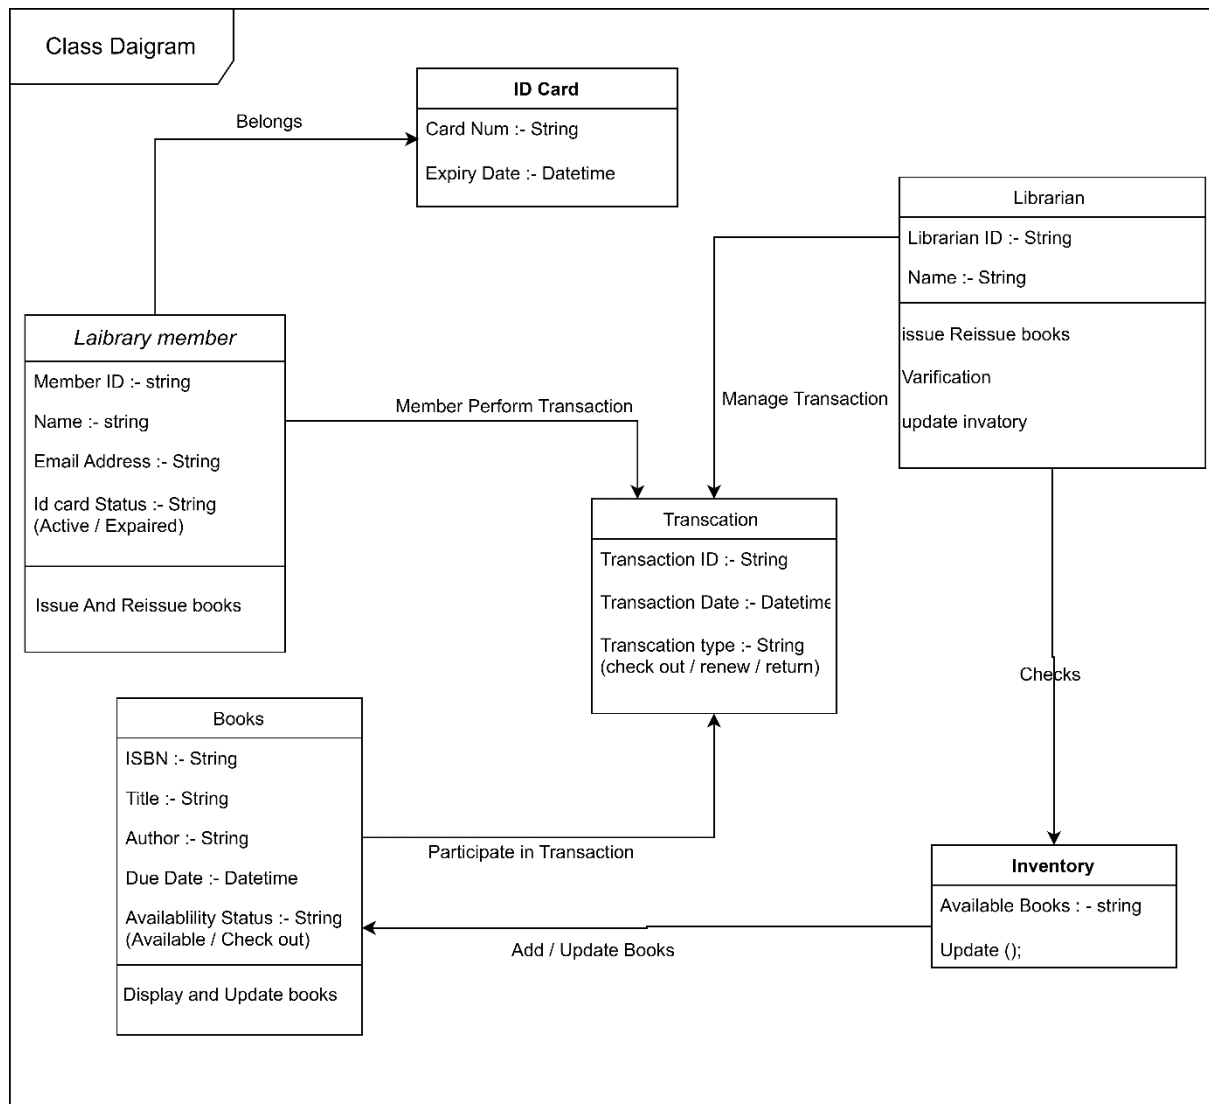 Class Daigram
ID Card
Card Num :- String
Expiry Date :- Datetime
Belongs
Librarian
Librarian ID :- String
Name :- String
issue Reissue books
Varification
update invatory
Laibrary member
Member ID :- string
Name :- string
Email Address :- String
Id card Status :- String
(Active / Expaired)
Issue And Reissue books
Member Perform Transaction
Manage Transaction
Transcation
Transaction ID :- String
Transaction Date :- Datetime
Transcation type :- String
(check out / renew / return)
Checks
Books
ISBN :- String
Title :- String
Author :- String
Due Date :- Datetime
Availablility Status :- String
(Available / Check out)
Display and Update books
Participate in Transaction
Add / Update Books
Inventory
Available Books : - string
Update ();